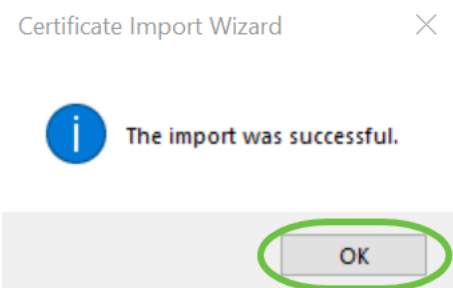 Certificate Import Wizard
The import was successful.
OK